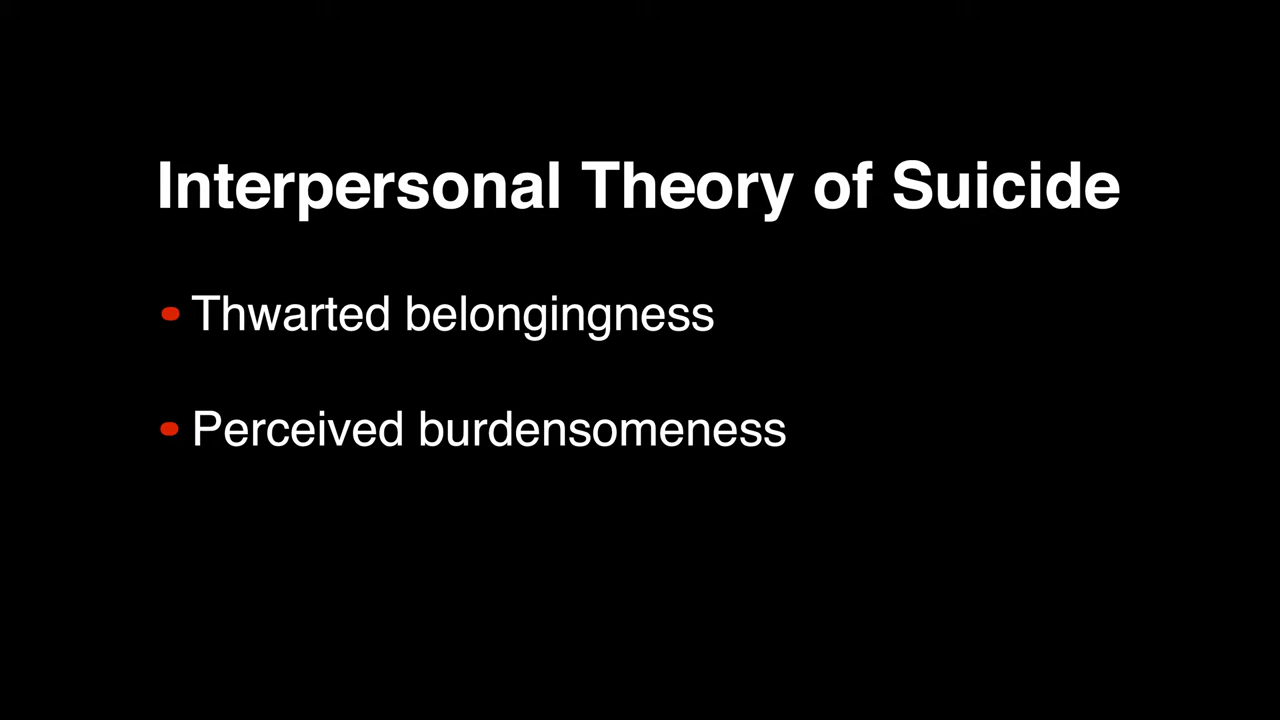 Interpersonal Theory of Suicide
• Thwarted belongingness
• Perceived burdensomeness